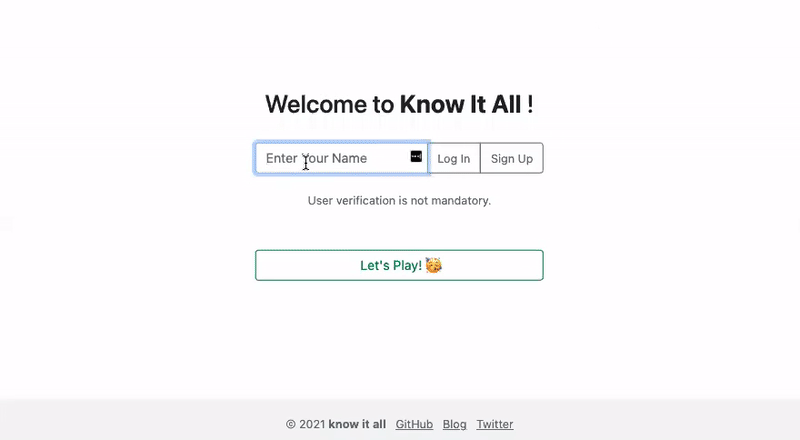 Welcome to Know It All !
Enter Your Name Log In Sign Up
User verification is not mandatory.
Let's Play! 🥳
© 2021 know it all GitHub Blog Twitter